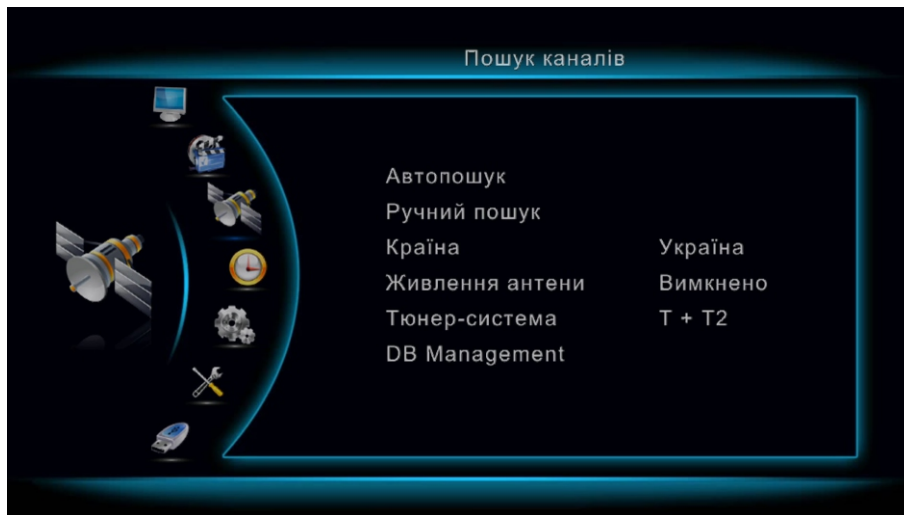 Пошук каналів
Автопошук
Ручний пошук
Країна Україна
Живлення антени Вимкнено
Тюнер-система T + T2
DB Management